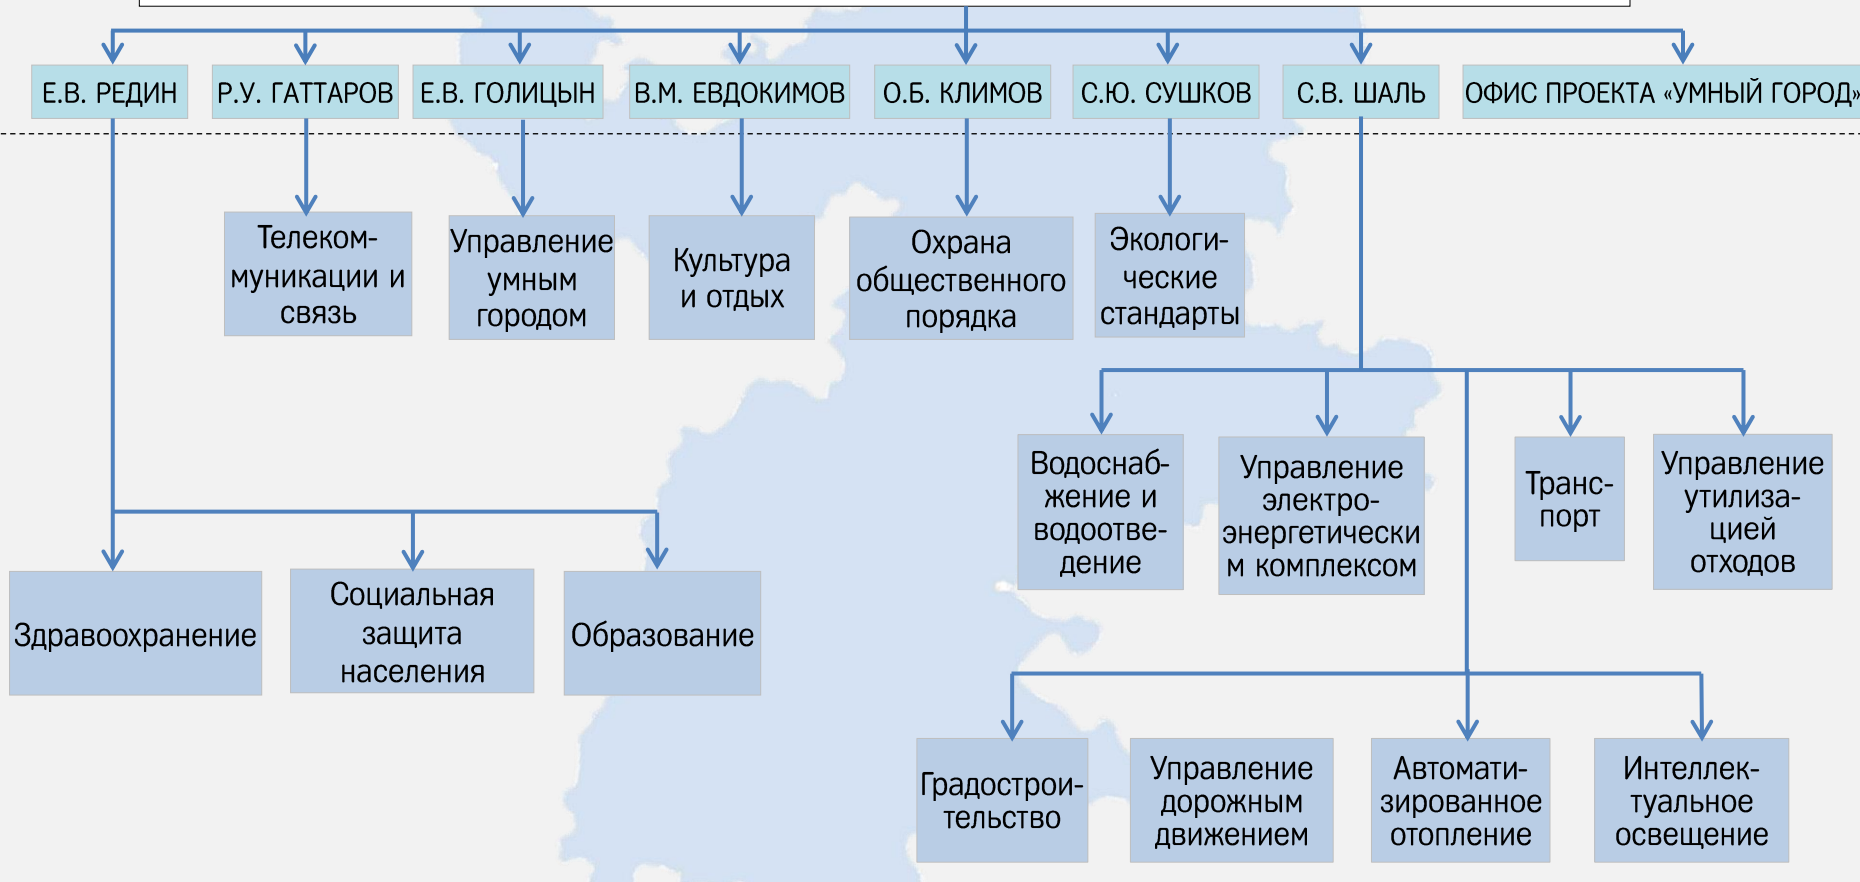 Е.В. РЕДИН
Р.У. ГАТТАРОВ
Е.В. ГОЛИЦЫН
В.М. ЕВДОКИМОВ
О.Б. КЛИМОВ
С.Ю. СУШКОВ
С.В. ШАЛЬ
ОФИС ПРОЕКТА «УМНЫЙ ГОРОД»
Телеком-
муникации и
связь
Управление
умным
городом
Культура
и отдых
Охрана
общественного
порядка
Экологи-
ческие
стандарты
Водоснаб-
жение и
водоотве-
дение
Управление
электро-
энергетически
м комплексом
Транс-
порт
Управление
утилиза-
цией
отходов
Здравоохранение
Социальная
защита
населения
Образование
Градострои-
тельство
Управление
дорожным
движением
Автомати-
зированное
отопление
Интеллек-
туальное
освещение